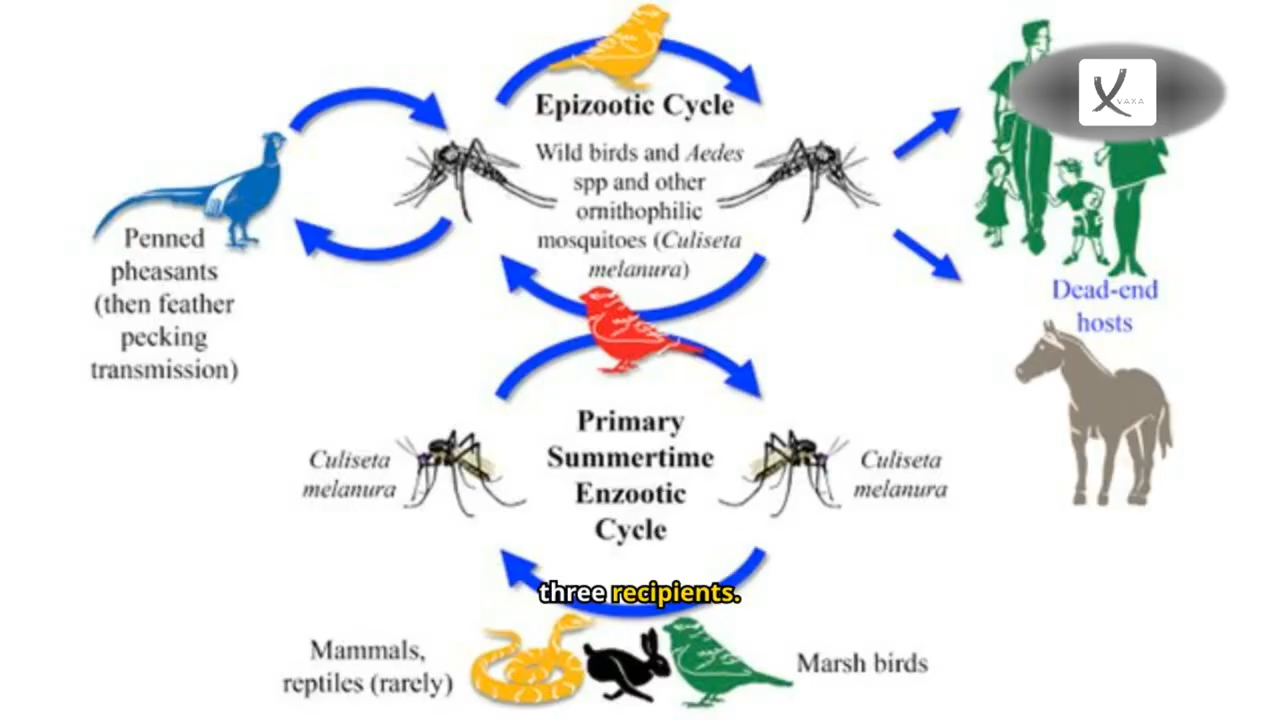 VAXA
Epizootic Cycle
Wild birds and Aedes
spp and other
ornithophilic
mosquitoes (Culiseta
melanura)
Penned
pheasants
(then feather
pecking
transmission)
Dead-end
hosts
Primary
Summertime
Enzootic
Cycle
Culiseta
melanura
Culiseta
melanura
three recipients.
Mammals,
reptiles (rarely)
Marsh birds